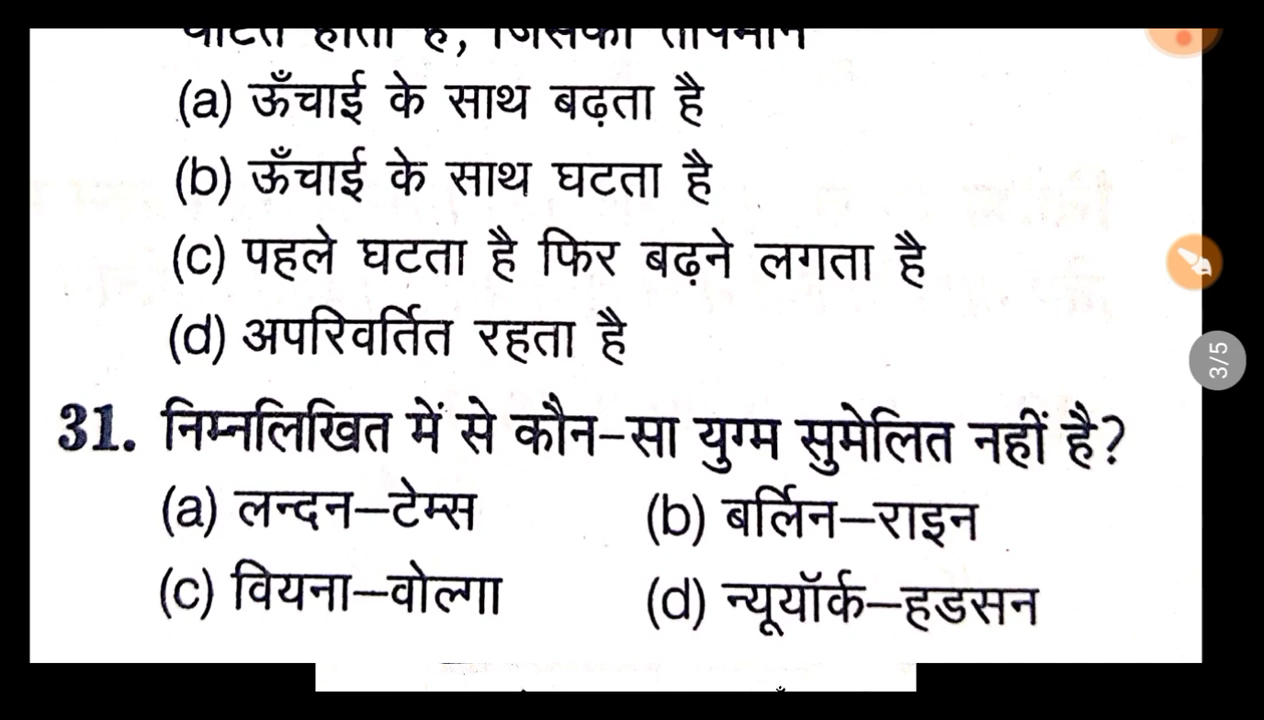 (a) ऊँचाई के साथ बढ़ता है
(b) ऊँचाई के साथ घटता है
(c) पहले घटता है फिर बढ़ने लगता है
(d) अपरिवर्तित रहता है
31. निम्नलिखित में से कौन-सा युग्म सुमेलित नहीं है?
(a) लन्दन–टेम्स (b) बर्लिन–राइन
(c) वियना–वोल्गा (d) न्यूयॉर्क–हडसन
3/5